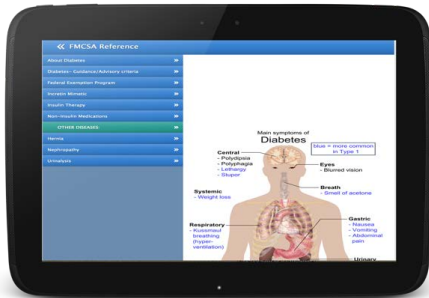 FMCSA Reference
About Diabetes
Diabetes- Guidance/Advisory criteria
Federal Exemption Program
Incretin Mimetic
Insulin Therapy
Non-insulin Medications
OTHER DISEASES:
Hernia
Nephropathy
Urinalysis
Main symptoms of
Diabetes
blue = more common
in Type 1
Central
- Polydipsia
- Polyphagia
- Lethargy
- Stupor
Eyes
- Blurred vision
Breath
- Smell of acetone
Systemic
- Weight loss
Respiratory
- Kussmaul
breathing
(hyper-
ventilation)
Gastric
- Nausea
- Vomiting
- Abdominal
pain
Urinary